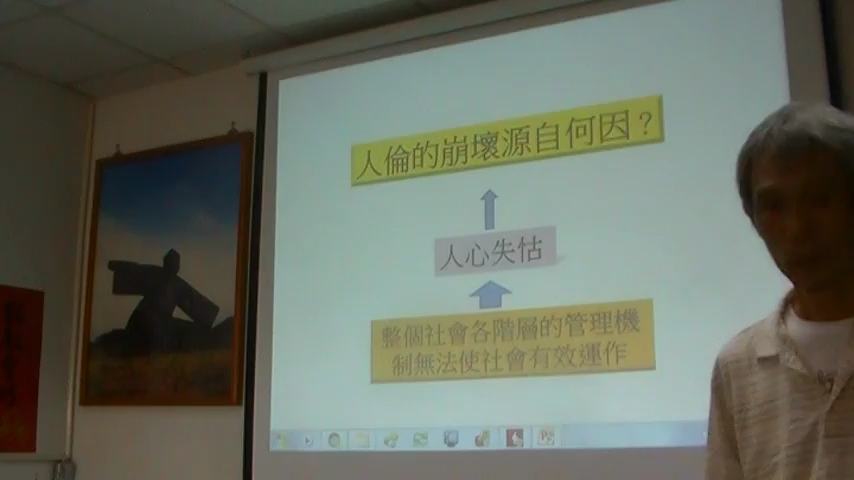 人倫的崩壞源自何因？
人心失怙
整個社會各階層的管理機
制無法使社會有效運作